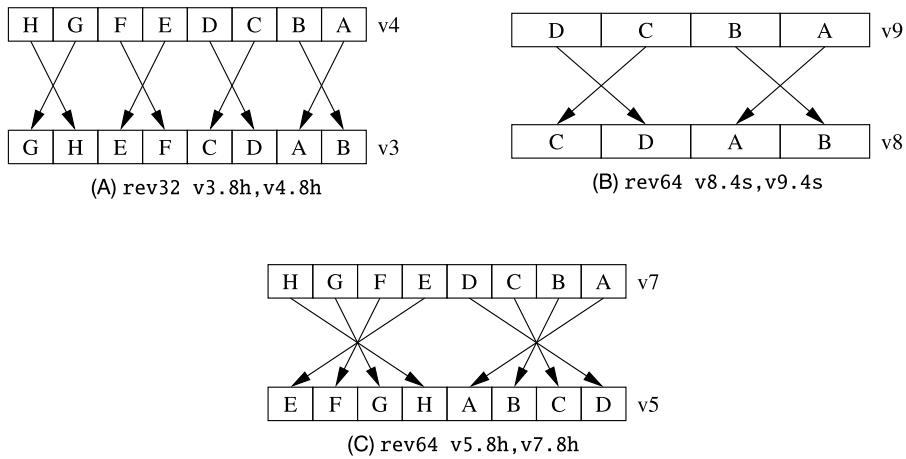 H G F E D C B A v4
G H E F C D A B v3
(A) rev32 v3.8h,v4.8h
D C B A v9
C D A B v8
(B) rev64 v8.4s,v9.4s
H G F E D C B A v7
E F G H A B C D v5
(C) rev64 v5.8h,v7.8h